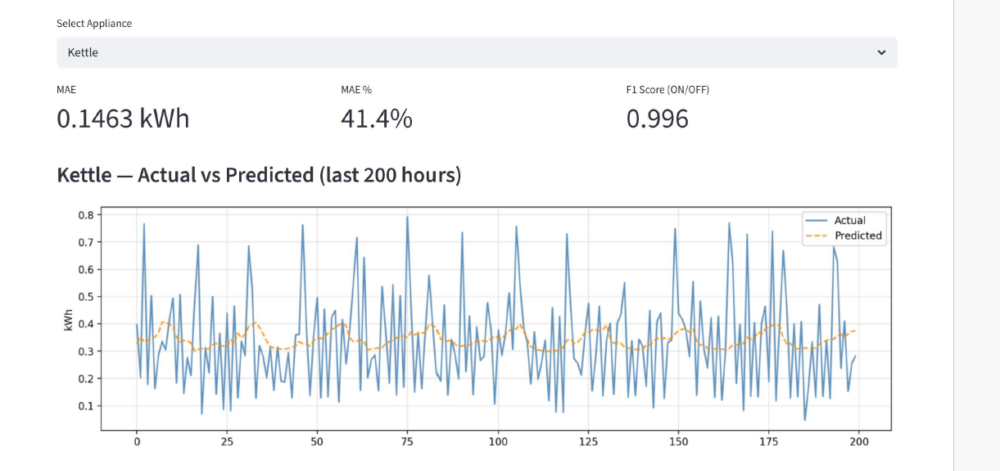 Select Appliance
Kettle
MAE
MAE %
F1 Score (ON/OFF)
0.1463 kWh
41.4%
0.996
Kettle — Actual vs Predicted (last 200 hours)
Actual
Predicted
kWh
0.8
0.7
0.6
0.5
0.4
0.3
0.2
0.1
0
25
50
75
100
125
150
175
200